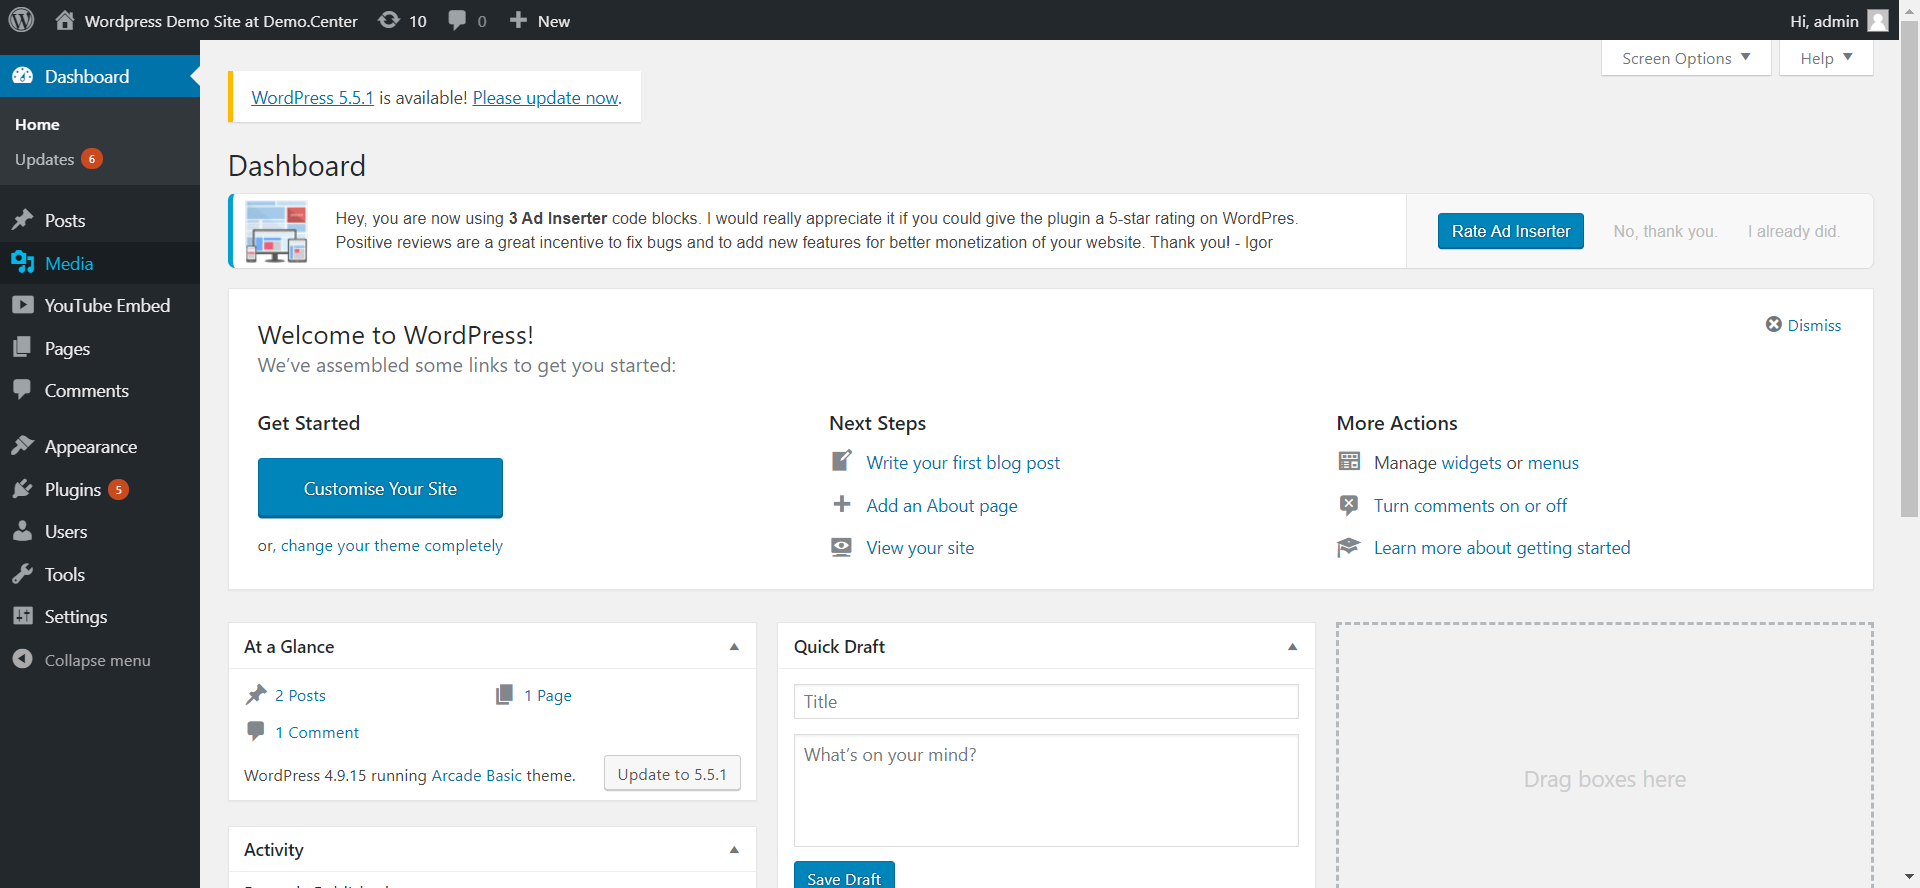 Wordpress Demo Site at Demo.Center 10 0 New Hi, admin
Dashboard
Home
Updates 6
Posts
Media
YouTube Embed
Pages
Comments
Appearance
Plugins 5
Users
Tools
Settings
Collapse menu
Screen Options Help
WordPress 5.5.1 is available! Please update now.
Dashboard
Hey, you are now using 3 Ad Inserter code blocks. I would really appreciate it if you could give the plugin a 5-star rating on WordPres.
Positive reviews are a great incentive to fix bugs and to add new features for better monetization of your website. Thank you! - Igor
Rate Ad Inserter No, thank you. I already did.
Welcome to WordPress!
Dismiss
We’ve assembled some links to get you started:
Get Started
Customise Your Site
or, change your theme completely
Next Steps
Write your first blog post
Add an About page
View your site
More Actions
Manage widgets or menus
Turn comments on or off
Learn more about getting started
At a Glance
2 Posts 1 Page
1 Comment
WordPress 4.9.15 running Arcade Basic theme. Update to 5.5.1
Activity
Quick Draft
Title
What’s on your mind?
Save Draft
Drag boxes here